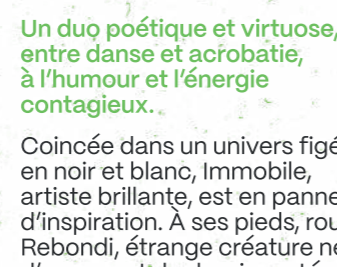 Un duo poétique et virtuose,
entre danse et acrobatie,
à l'humour et l'énergie
contagieux.
Coincée dans un univers figé
en noir et blanc, Immobile,
artiste brillante, est en panne
d'inspiration. À ses pieds,
Rebondi, étrange créature